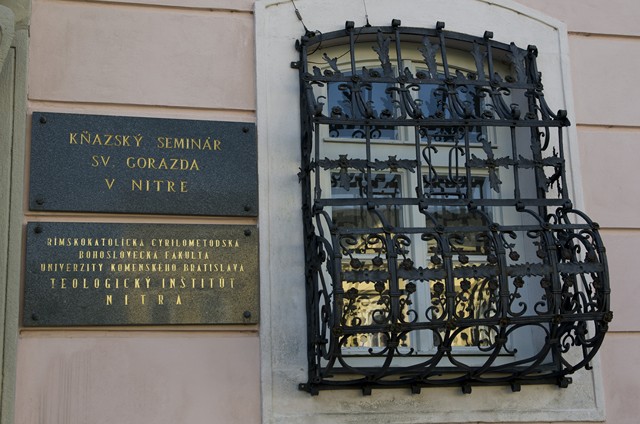 KŇAZSKÝ SEMINÁR
SV. GORAZDA
V NITRE
RÍMSKOKATOLÍCKA CYRILOMETODSKÁ
BOHOSLOVECKÁ FAKULTA
UNIVERZITY KOMENSKÉHO BRATISLAVA
TEOLOGICKÝ INŠTITÚT
NITRA